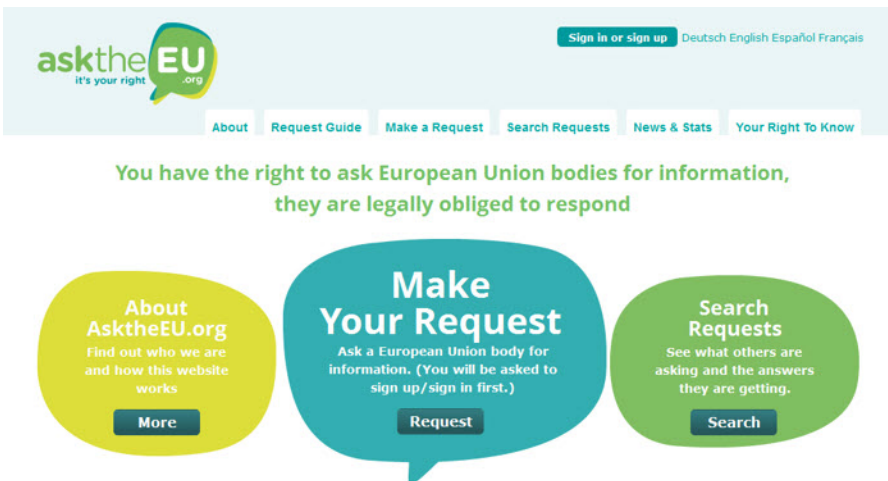 asktheEU
it's your right
.org
Sign in or sign up Deutsch English Español Français
About Request Guide Make a Request Search Requests News & Stats Your Right To Know
You have the right to ask European Union bodies for information,
they are legally obliged to respond
About
AsktheEU.org
Find out who we are
and how this website
works
More
Make
Your Request
Ask a European Union body for
information. (You will be asked to
sign up/sign in first.)
Request
Search
Requests
See what others are
asking and the answers
they are getting.
Search